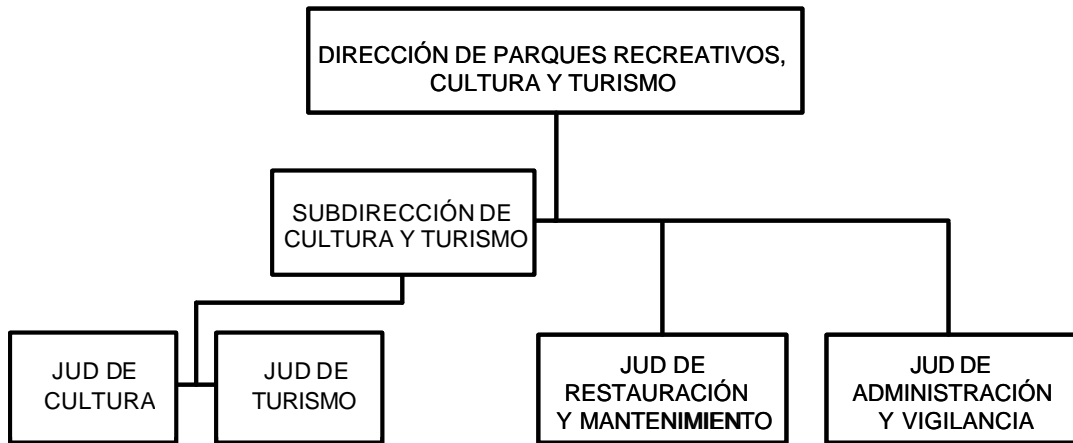 DIRECCIÓN DE PARQUES RECREATIVOS,
CULTURA Y TURISMO
SUBDIRECCIÓN DE
CULTURA Y TURISMO
JUD DE
CULTURA
JUD DE
TURISMO
JUD DE
RESTAURACIÓN
Y MANTENIMIENTO
JUD DE
ADMINISTRACIÓN
Y VIGILANCIA